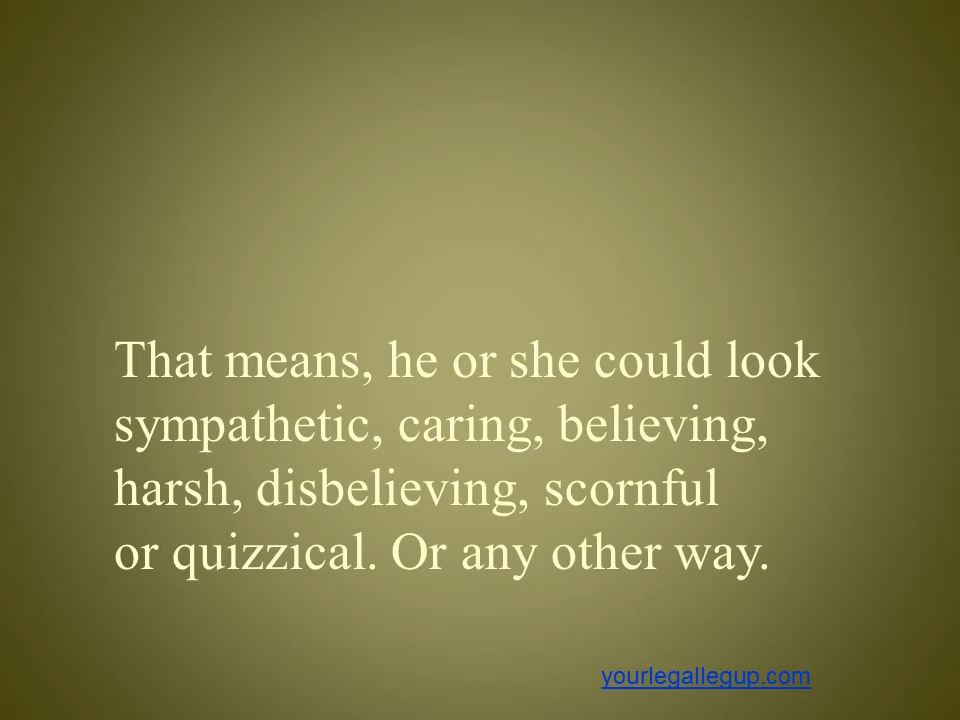 That means, he or she could look
sympathetic, caring, believing,
harsh, disbelieving, scornful
or quizzical. Or any other way.
yourlegallegup.com